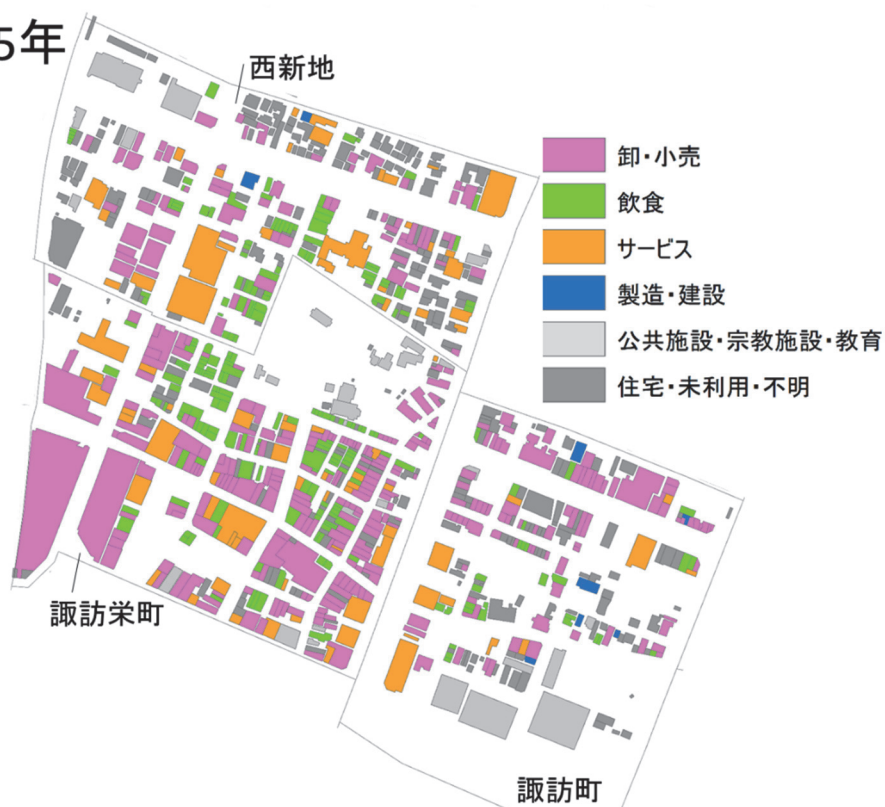 5年
西新地
卸・小売
飲食
サービス
製造・建設
公共施設・宗教施設・教育
住宅・未利用・不明
諏訪栄町
諏訪町